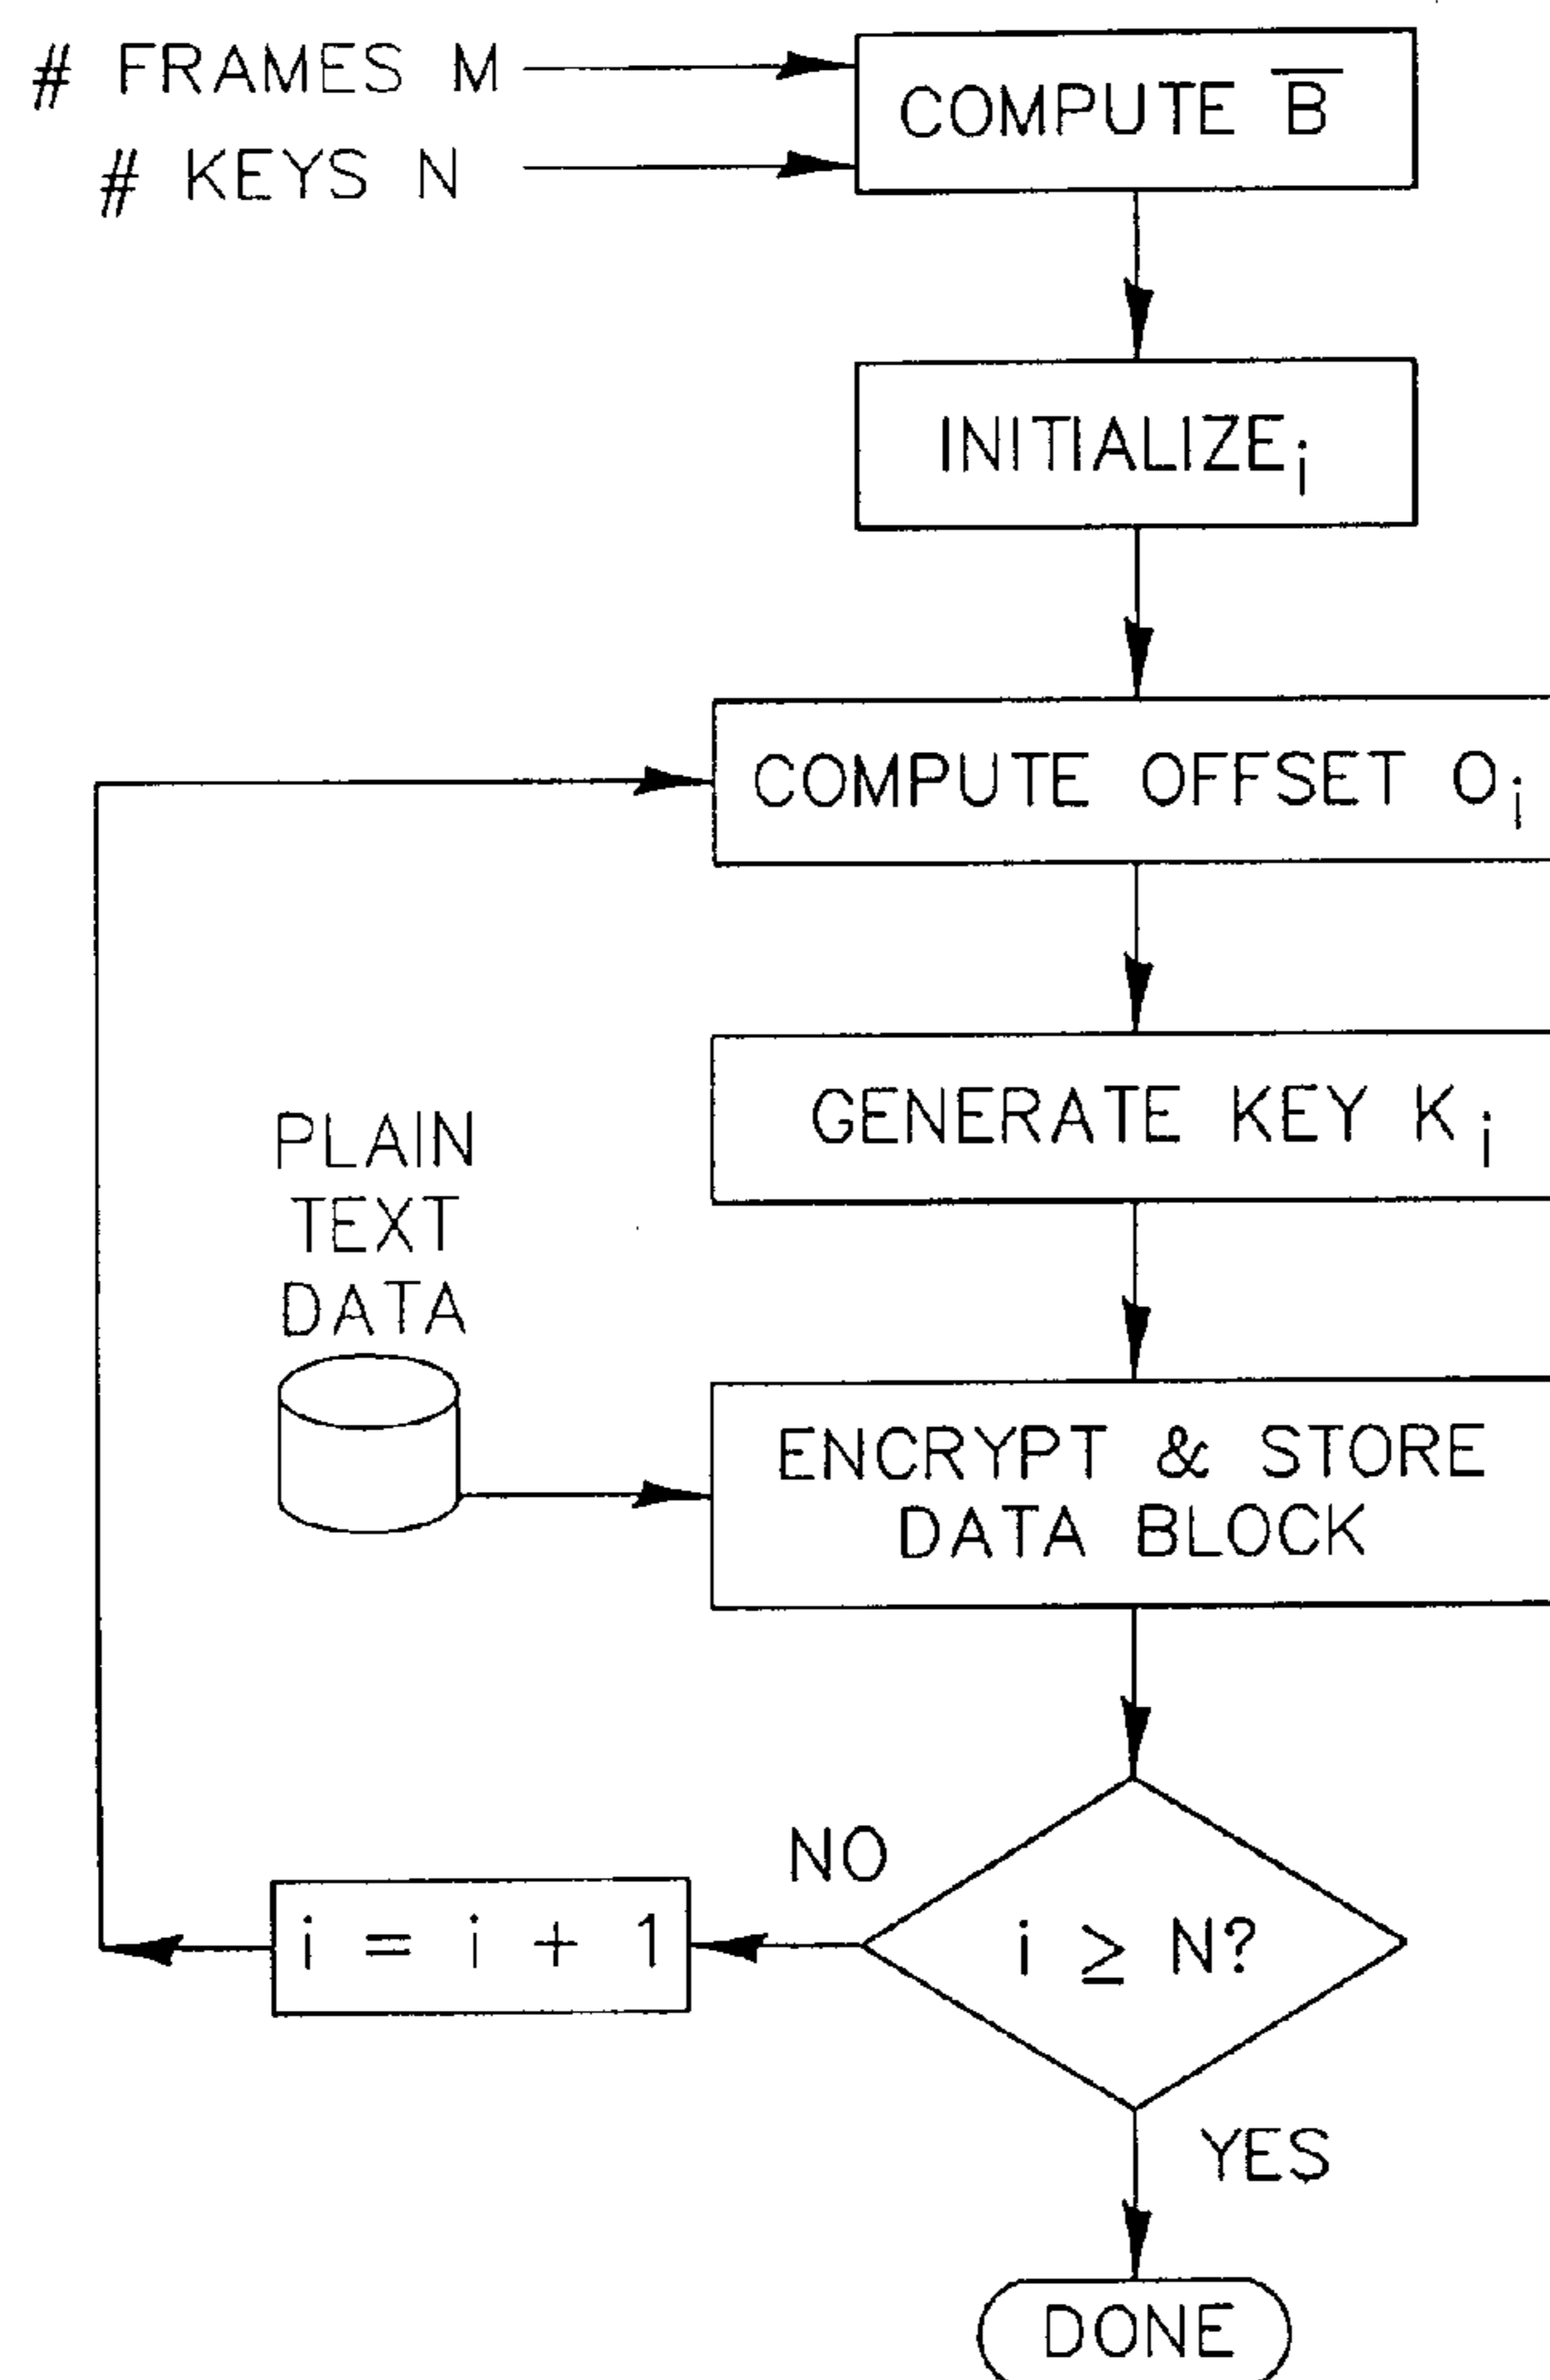 # FRAMES M
# KEYS N
COMPUTE B̅
INITIALIZEᵢ
COMPUTE OFFSET Oᵢ
GENERATE KEY Kᵢ
PLAIN
TEXT
DATA
ENCRYPT & STORE
DATA BLOCK
NO
i = i + 1
i ≥ N?
YES
DONE